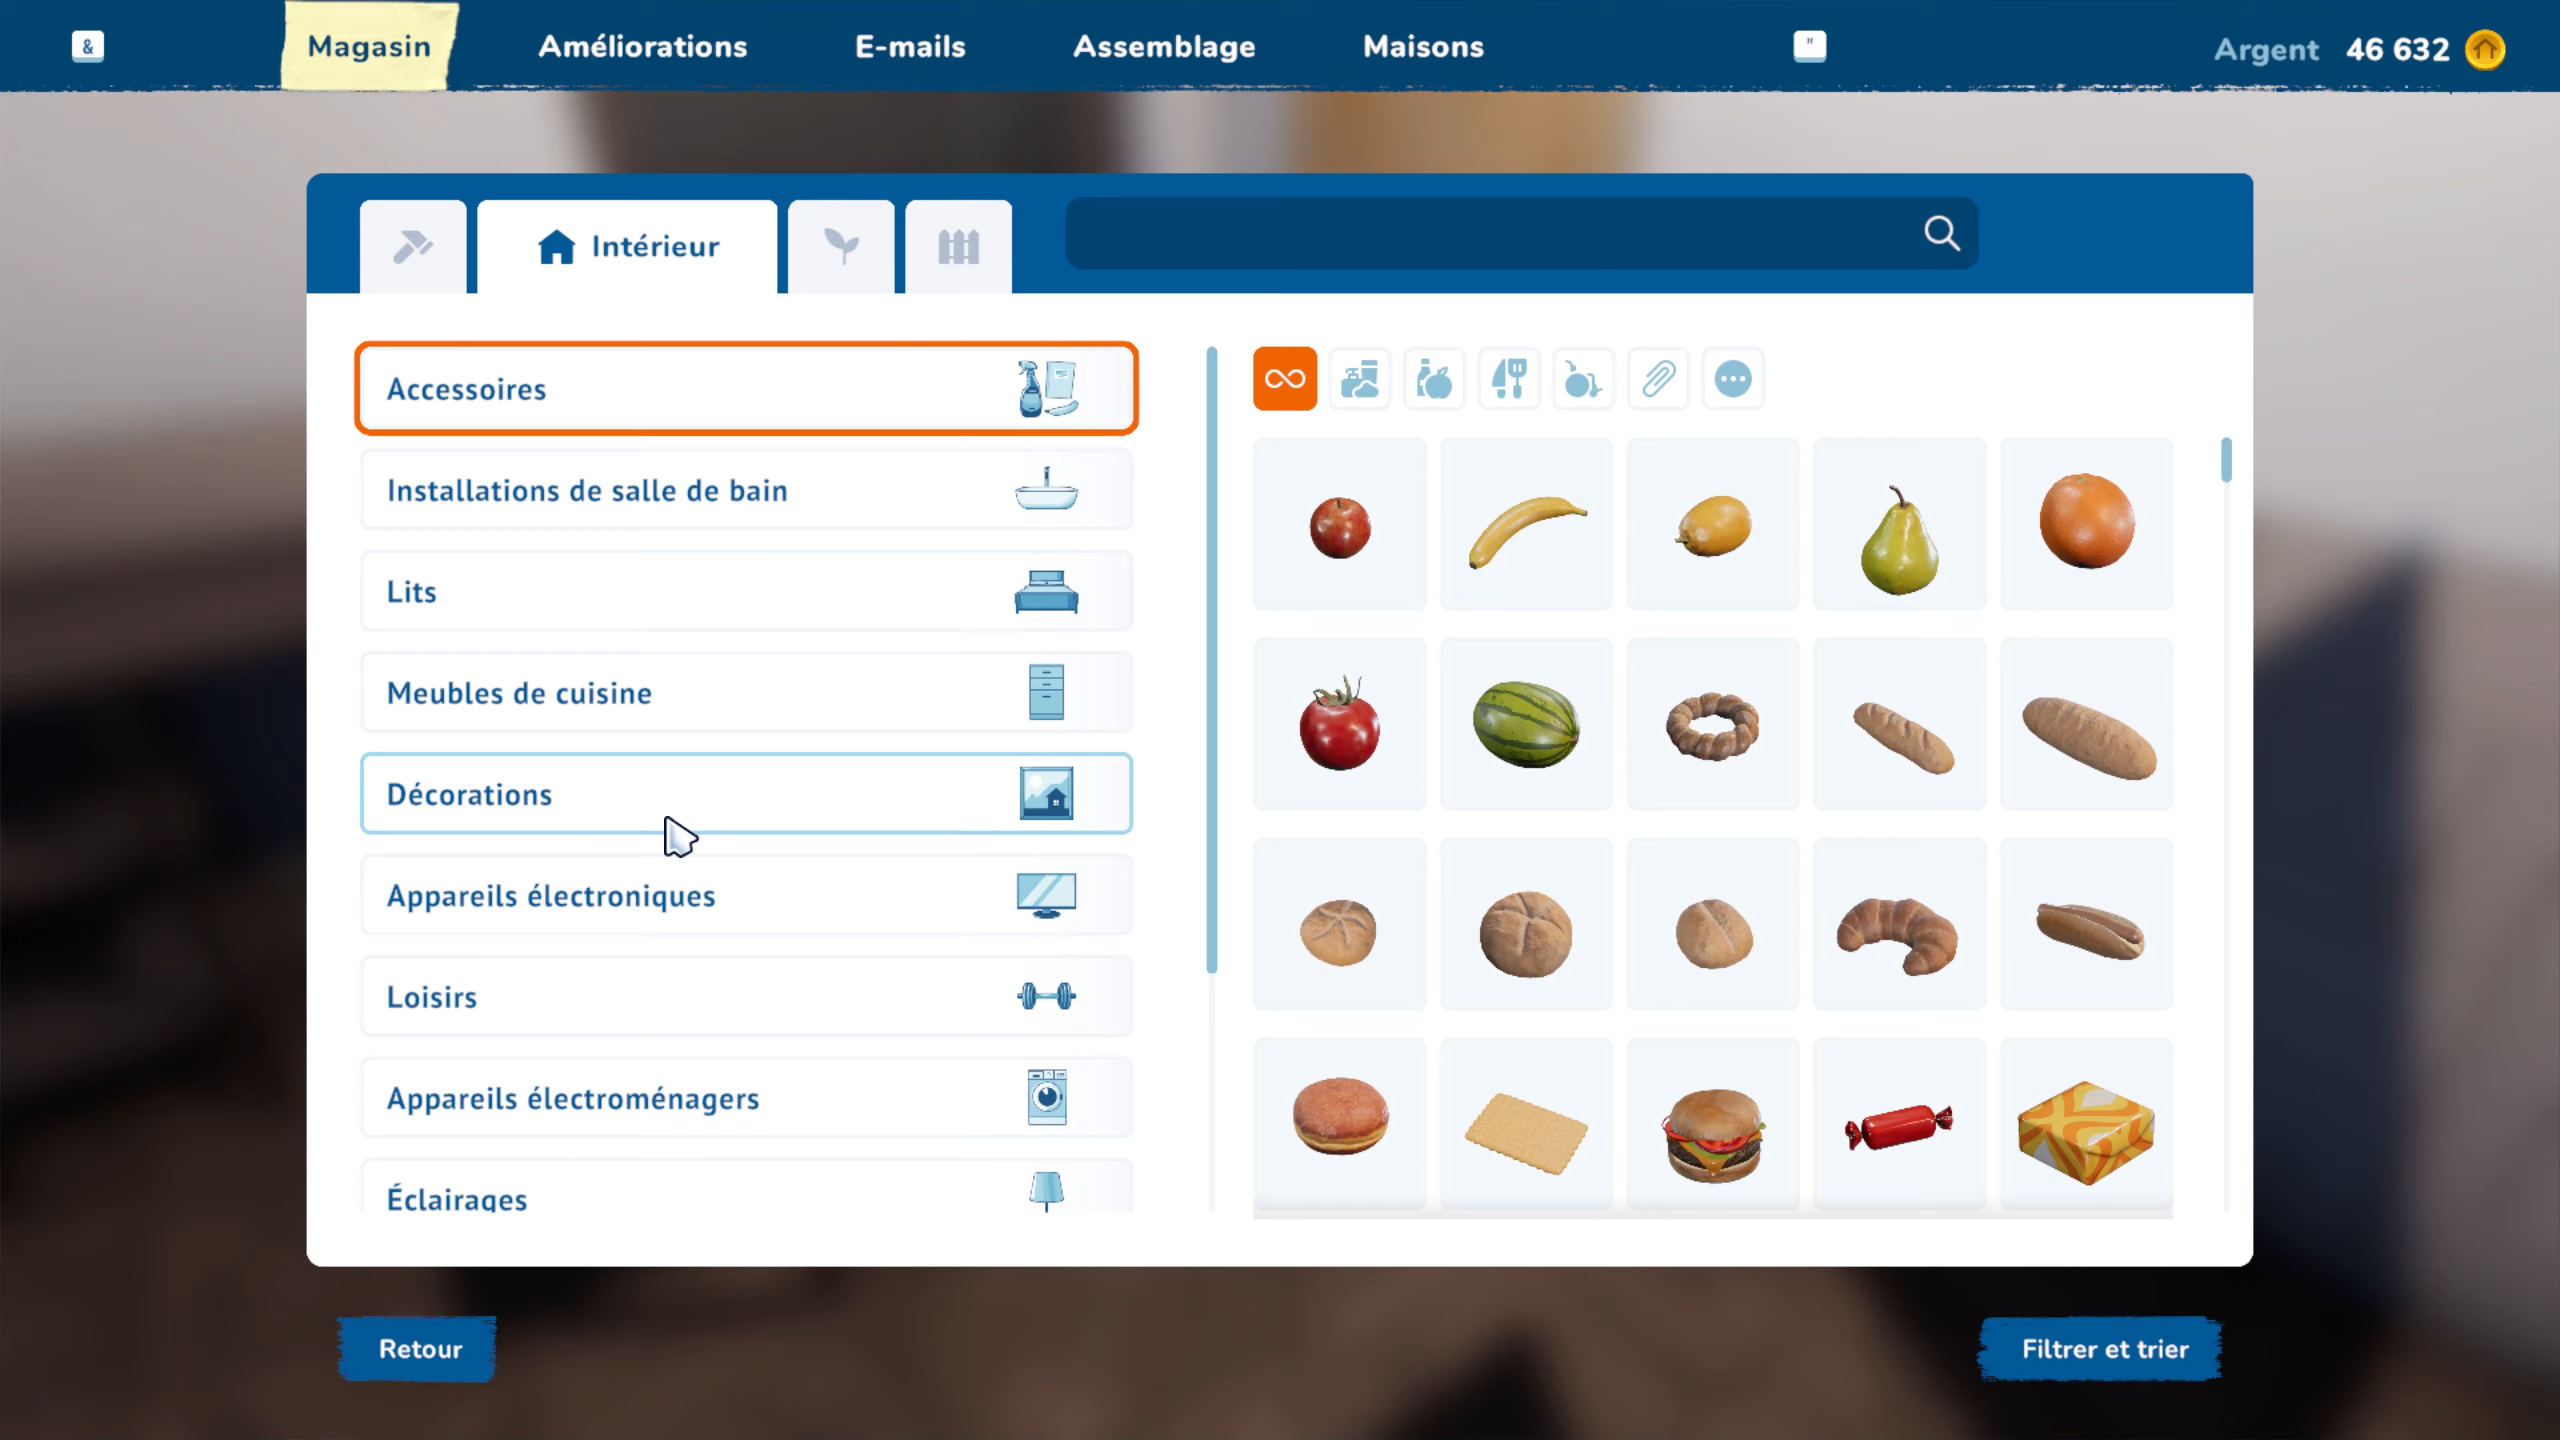 &
Magasin
Améliorations
E-mails
Assemblage
Maisons
"
Argent 46 632
Intérieur
Accessoires
Installations de salle de bain
Lits
Meubles de cuisine
Décorations
Appareils électroniques
Loisirs
Appareils électroménagers
Éclairages
Retour
Filtrer et trier